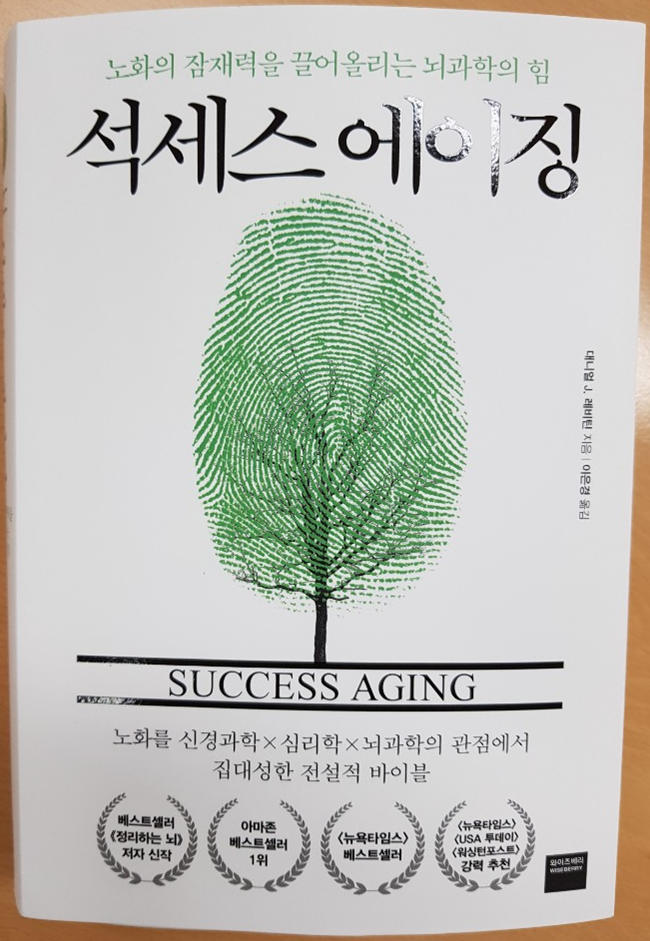 노화의 잠재력을 끌어올리는 뇌과학의 힘
석세스 에이징
대니얼 J. 레비틴 지음 | 이은경 옮김
SUCCESS AGING
노화를 신경과학×심리학×뇌과학의 관점에서
집대성한 전설적 바이블
베스트셀러
《정리하는 뇌》
저자 신작
아마존
베스트셀러
1위
〈뉴욕타임스〉
베스트셀러
〈뉴욕타임스〉
〈USA 투데이〉
〈워싱턴포스트〉
강력 추천
와이즈베리
WISEBERRY